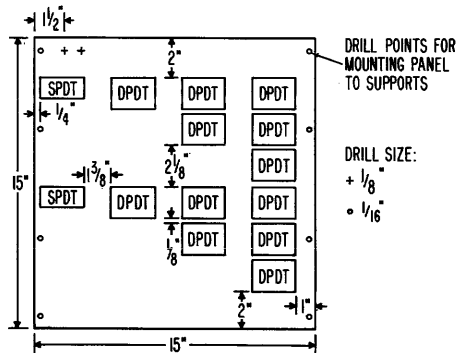 1½"
2"
DRILL POINTS FOR
MOUNTING PANEL
TO SUPPORTS
SPDT DPDT DPDT DPDT
¼"
DPDT DPDT
15"
1⅜"
2⅛"
DPDT
DRILL SIZE:
+ ⅛"
o 1/16"
SPDT DPDT DPDT DPDT
⅛"
DPDT DPDT
DPDT
2"
1"
15"